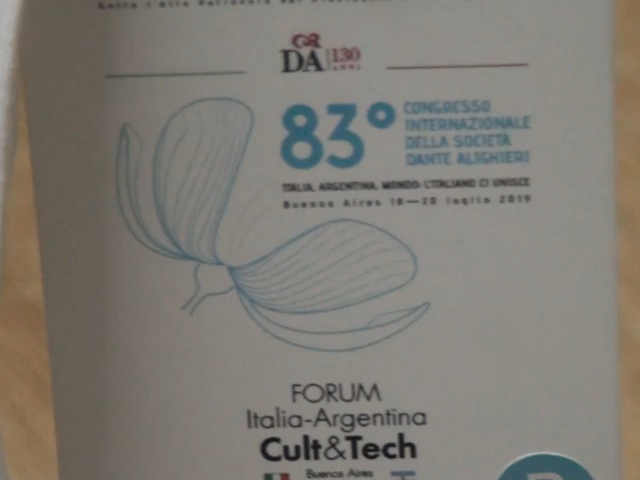 DA 130
ANNI
83° CONGRESSO
INTERNAZIONALE
DELLA SOCIETÀ
DANTE ALIGHIERI
ITALIA, ARGENTINA, MONDO: L'ITALIANO CI UNISCE
Buenos Aires 18—20 luglio 2019
FORUM
Italia-Argentina
Cult&Tech
Buenos Aires